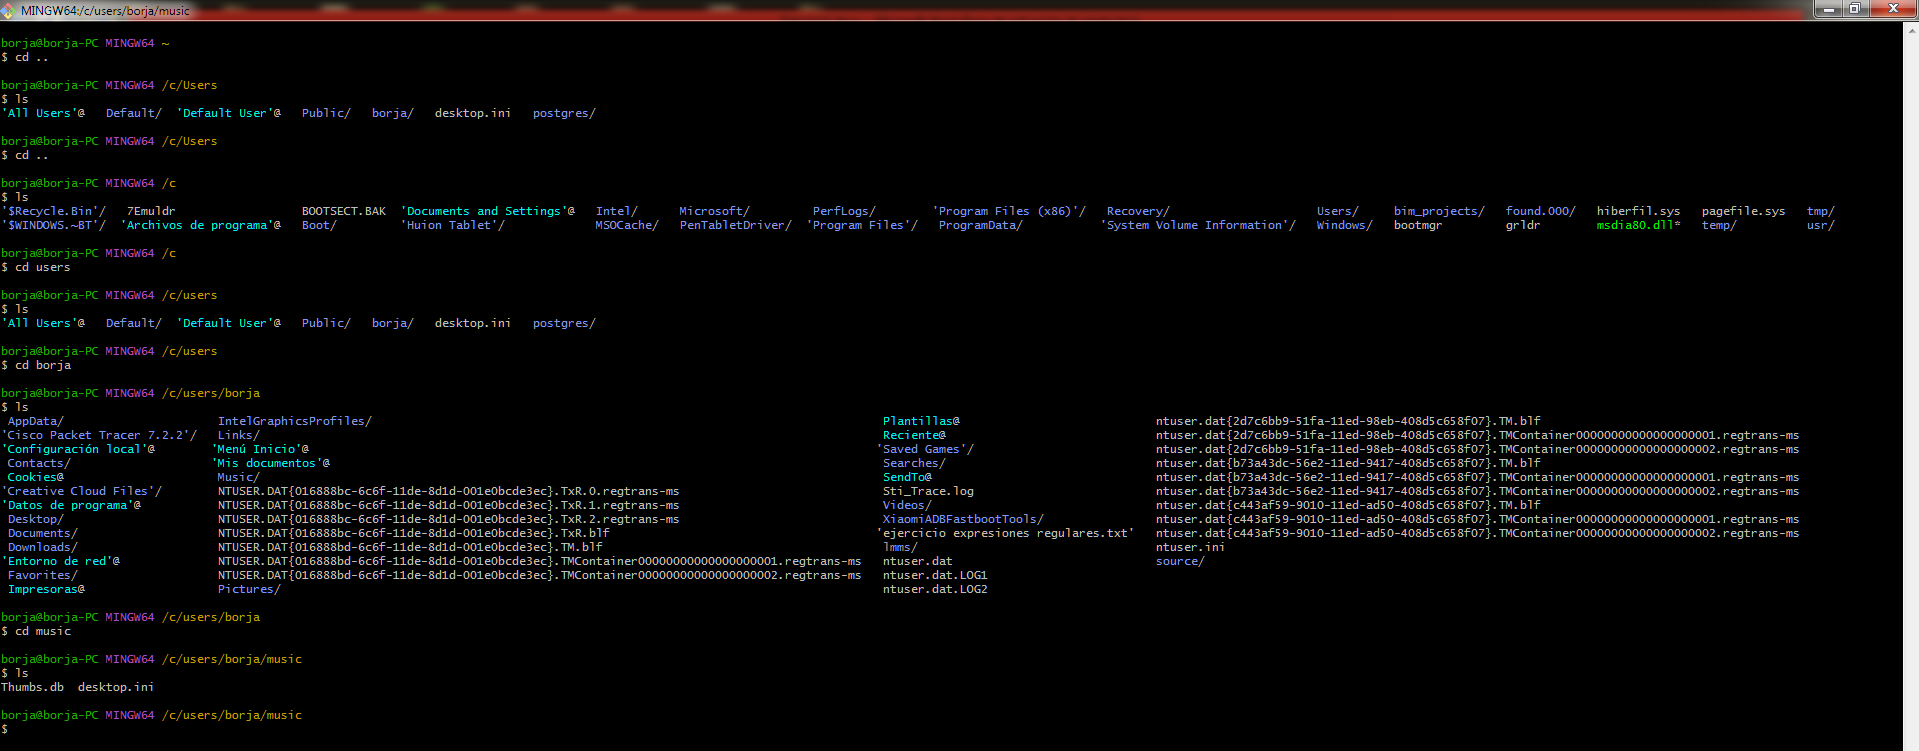 MINGW64:/c/users/borja/music
borja@borja-PC MINGW64 ~
$ cd ..
borja@borja-PC MINGW64 /c/Users
$ ls
'All Users'@   Default/  'Default User'@   Public/   borja/   desktop.ini   postgres/
borja@borja-PC MINGW64 /c/Users
$ cd ..
borja@borja-PC MINGW64 /c
$ ls
'$Recycle.Bin'/   7Emuldr   BOOTSECT.BAK  'Documents and Settings'@   Intel/   Microsoft/   PerfLogs/   'Program Files (x86)'/   Recovery/   Users/   bim_projects/   found.000/   hiberfil.sys   pagefile.sys   tmp/
'$WINDOWS.~BT'/  'Archivos de programa'@   Boot/   'Huion Tablet'/   MSOCache/   PenTabletDriver/  'Program Files'/   ProgramData/   'System Volume Information'/   Windows/   bootmgr   grldr   msdia80.dll*   temp/   usr/
borja@borja-PC MINGW64 /c
$ cd users
borja@borja-PC MINGW64 /c/users
$ ls
'All Users'@   Default/  'Default User'@   Public/   borja/   desktop.ini   postgres/
borja@borja-PC MINGW64 /c/users
$ cd borja
borja@borja-PC MINGW64 /c/users/borja
$ ls
AppData/   IntelGraphicsProfiles/   Plantillas@   ntuser.dat{2d7c6bb9-51fa-11ed-98eb-408d5c658f07}.TM.blf
'Cisco Packet Tracer 7.2.2'/   Links/   Reciente@   ntuser.dat{2d7c6bb9-51fa-11ed-98eb-408d5c658f07}.TMContainer00000000000000000001.regtrans-ms
'Configuración local'@   'Menú Inicio'@   'Saved Games'/   ntuser.dat{2d7c6bb9-51fa-11ed-98eb-408d5c658f07}.TMContainer00000000000000000002.regtrans-ms
Contacts/   'Mis documentos'@   Searches/   ntuser.dat{b73a43dc-56e2-11ed-9417-408d5c658f07}.TM.blf
Cookies@   Music/   SendTo@   ntuser.dat{b73a43dc-56e2-11ed-9417-408d5c658f07}.TMContainer00000000000000000001.regtrans-ms
'Creative Cloud Files'/   NTUSER.DAT{016888bc-6c6f-11de-8d1d-001e0bcde3ec}.TxR.0.regtrans-ms   Sti_Trace.log   ntuser.dat{b73a43dc-56e2-11ed-9417-408d5c658f07}.TMContainer00000000000000000002.regtrans-ms
'Datos de programa'@   NTUSER.DAT{016888bc-6c6f-11de-8d1d-001e0bcde3ec}.TxR.1.regtrans-ms   Videos/   ntuser.dat{c443af59-9010-11ed-ad50-408d5c658f07}.TM.blf
Desktop/   NTUSER.DAT{016888bc-6c6f-11de-8d1d-001e0bcde3ec}.TxR.2.regtrans-ms   XiaomiADBFastbootTools/   ntuser.dat{c443af59-9010-11ed-ad50-408d5c658f07}.TMContainer00000000000000000001.regtrans-ms
Documents/   NTUSER.DAT{016888bc-6c6f-11de-8d1d-001e0bcde3ec}.TxR.blf   'ejercicio expresiones regulares.txt'   ntuser.dat{c443af59-9010-11ed-ad50-408d5c658f07}.TMContainer00000000000000000002.regtrans-ms
Downloads/   NTUSER.DAT{016888bd-6c6f-11de-8d1d-001e0bcde3ec}.TM.blf   lmms/   ntuser.ini
'Entorno de red'@   NTUSER.DAT{016888bd-6c6f-11de-8d1d-001e0bcde3ec}.TMContainer00000000000000000001.regtrans-ms   ntuser.dat   source/
Favorites/   NTUSER.DAT{016888bd-6c6f-11de-8d1d-001e0bcde3ec}.TMContainer00000000000000000002.regtrans-ms   ntuser.dat.LOG1
Impresoras@   Pictures/   ntuser.dat.LOG2
borja@borja-PC MINGW64 /c/users/borja
$ cd music
borja@borja-PC MINGW64 /c/users/borja/music
$ ls
Thumbs.db  desktop.ini
borja@borja-PC MINGW64 /c/users/borja/music
$